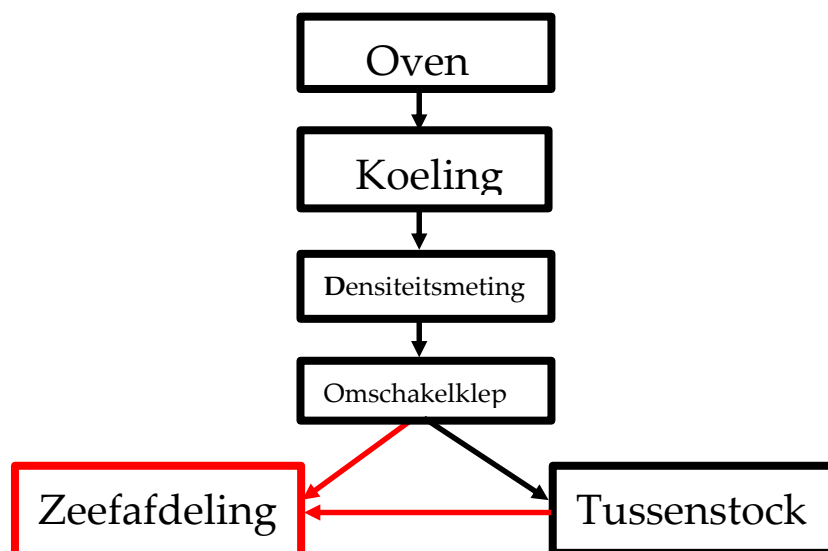 Oven
Koeling
Densiteitsmeting
Omschakelklep
Zeefafdeling
Tussenstock